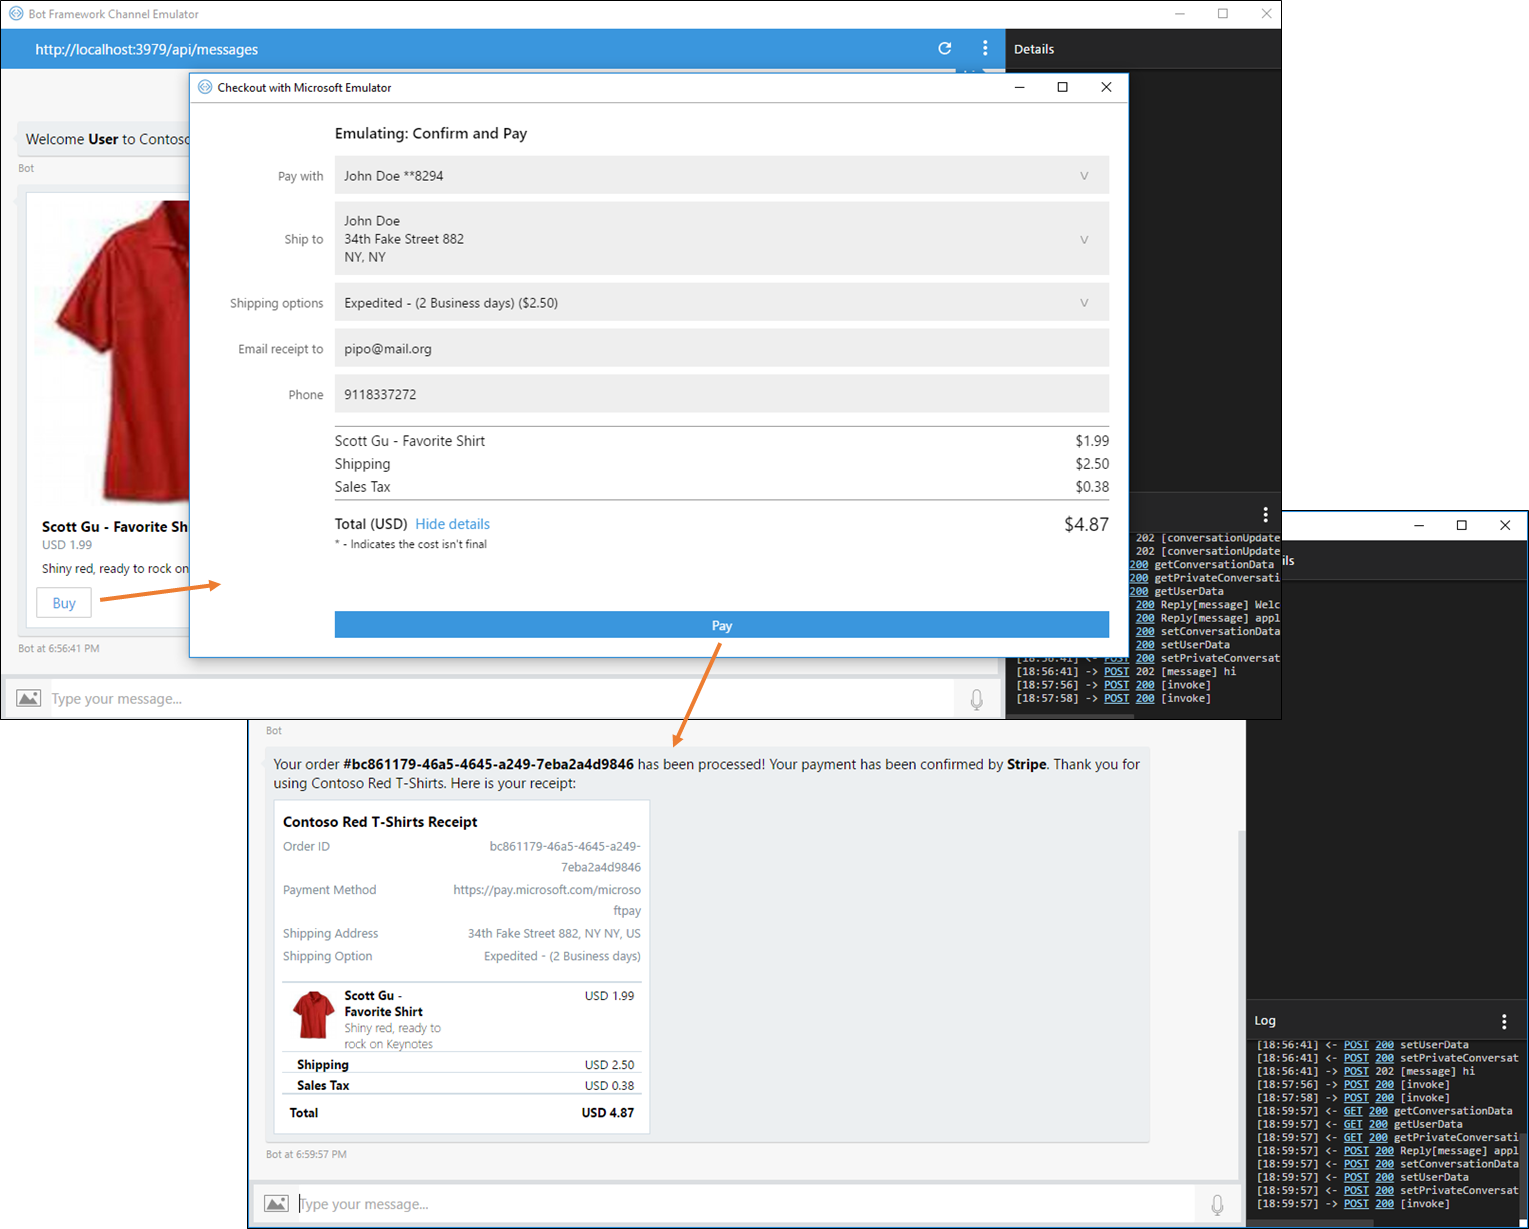 Bot Framework Channel Emulator
http://localhost:3979/api/messages
Details
Welcome User to Contoso
Bot
Scott Gu - Favorite Sh
USD 1.99
Shiny red, ready to rock on
Buy
Bot at 6:56:41 PM
Type your message...
Checkout with Microsoft Emulator
Emulating: Confirm and Pay
Pay with John Doe **8294 V
Ship to
John Doe
34th Fake Street 882
NY, NY
V
Shipping options Expedited - (2 Business days) ($2.50) V
Email receipt to pipo@mail.org
Phone 9118337272
Scott Gu - Favorite Shirt $1.99
Shipping $2.50
Sales Tax $0.38
Total (USD) Hide details $4.87
* - Indicates the cost isn't final
Pay
202 [conversationUpdate
202 [conversationUpdate
200 getConversationData
200 getPrivateConversati
200 getUserData
200 Reply[message] Welc
200 Reply[message] appl
200 setConversationData
200 setUserData
[18:56:41] <- POST 200 setPrivateConversat
[18:56:41] -> POST 202 [message] hi
[18:57:56] -> POST 200 [invoke]
[18:57:58] -> POST 200 [invoke]
ils
Bot
Your order #bc861179-46a5-4645-a249-7eba2a4d9846 has been processed! Your payment has been confirmed by Stripe. Thank you for
using Contoso Red T-Shirts. Here is your receipt:
Contoso Red T-Shirts Receipt
Order ID bc861179-46a5-4645-a249-
7eba2a4d9846
Payment Method https://pay.microsoft.com/microso
ftpay
Shipping Address 34th Fake Street 882, NY NY, US
Shipping Option Expedited - (2 Business days)
Scott Gu - USD 1.99
Favorite Shirt
Shiny red, ready to
rock on Keynotes
Shipping USD 2.50
Sales Tax USD 0.38
Total USD 4.87
Bot at 6:59:57 PM
Type your message...
Log
[18:56:41] <- POST 200 setUserData
[18:56:41] <- POST 200 setPrivateConversat
[18:56:41] -> POST 202 [message] hi
[18:57:56] -> POST 200 [invoke]
[18:57:58] -> POST 200 [invoke]
[18:59:57] <- GET 200 getConversationData
[18:59:57] <- GET 200 getUserData
[18:59:57] <- GET 200 getPrivateConversati
[18:59:57] <- POST 200 Reply[message] appl
[18:59:57] <- POST 200 setConversationData
[18:59:57] <- POST 200 setUserData
[18:59:57] <- POST 200 setPrivateConversat
[18:59:57] -> POST 200 [invoke]